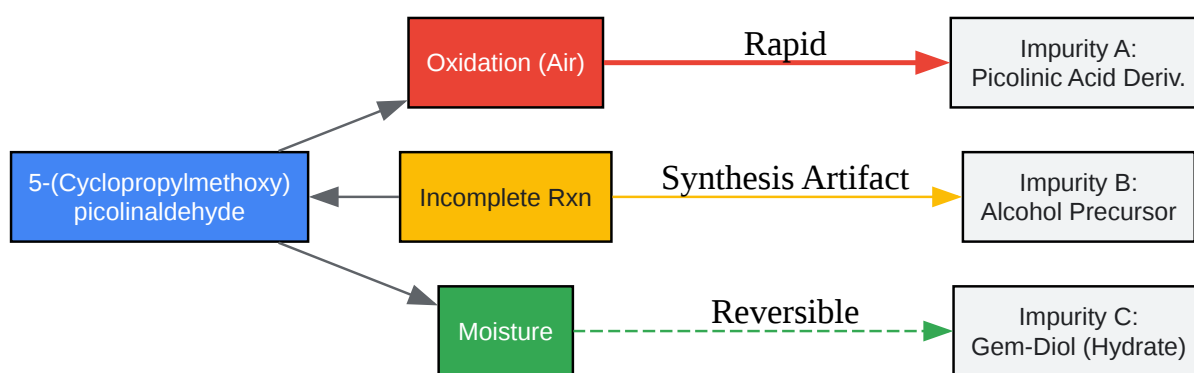 Oxidation (Air)
Rapid
Impurity A:
Picolinic Acid Deriv.
5-(Cyclopropylmethoxy)
picolinaldehyde
Incomplete Rxn
Synthesis Artifact
Impurity B:
Alcohol Precursor
Moisture
Reversible
Impurity C:
Gem-Diol (Hydrate)